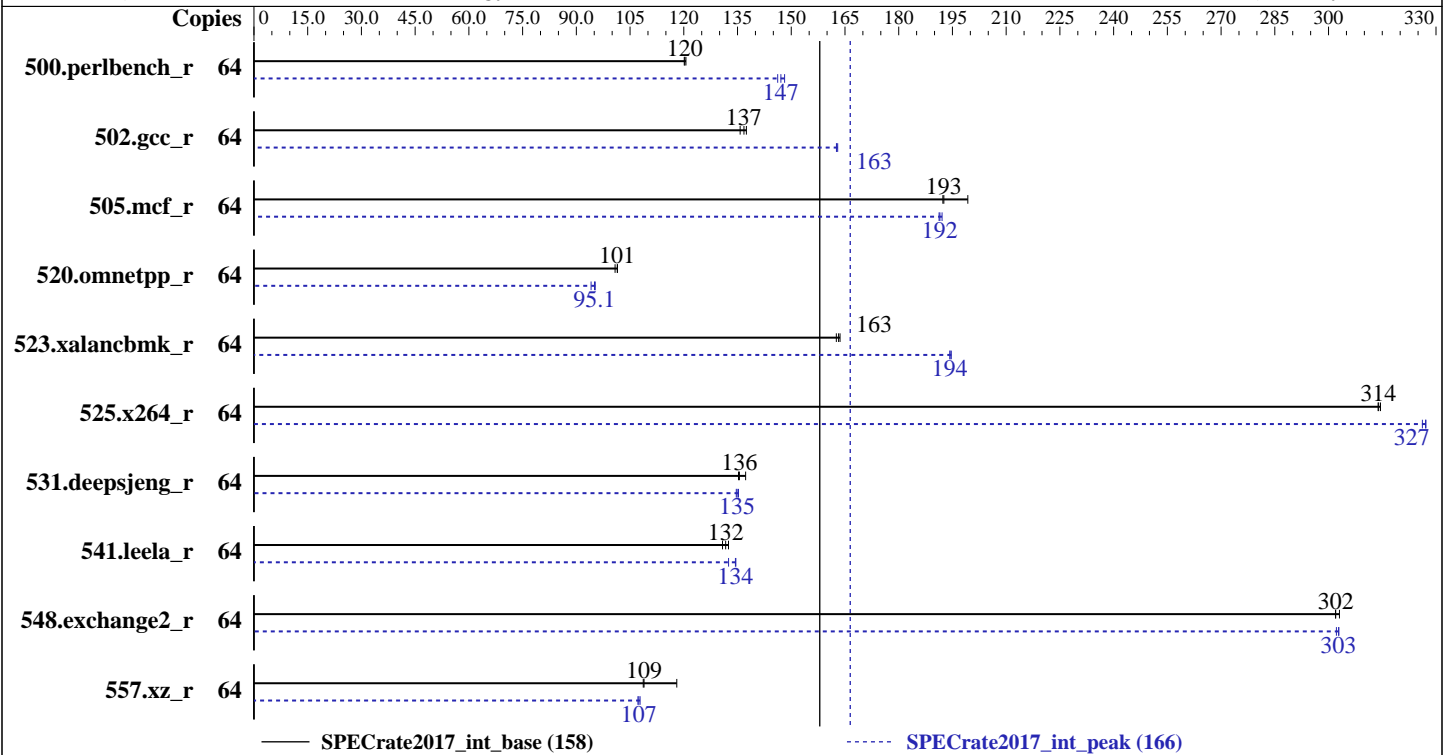 Copies 0 15.0 30.0 45.0 60.0 75.0 90.0 105 120 135 150 165 180 195 210 225 240 255 270 285 300 330
120
500.perlbench_r 64
147
137
502.gcc_r 64
163
193
505.mcf_r 64
192
101
520.omnetpp_r 64
95.1
163
523.xalancbmk_r 64
194
314
525.x264_r 64
327
136
531.deepsjeng_r 64
135
132
541.leela_r 64
134
302
548.exchange2_r 64
303
109
557.xz_r 64
107
SPECrate2017_int_base (158) SPECrate2017_int_peak (166)